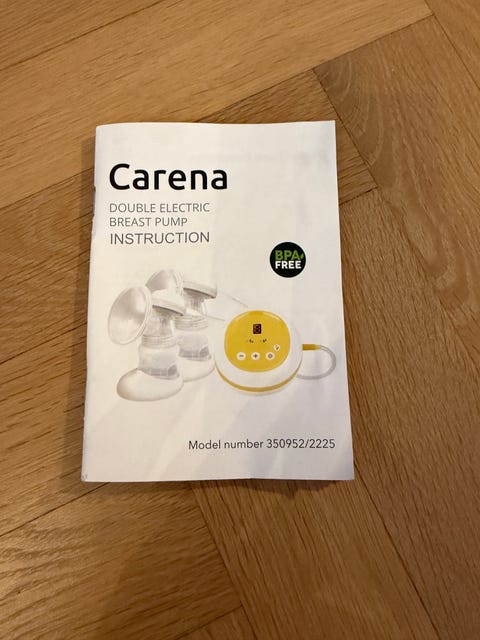 Carena
DOUBLE ELECTRIC
BREAST PUMP
INSTRUCTION
BPA
FREE
Model number 350952/2225